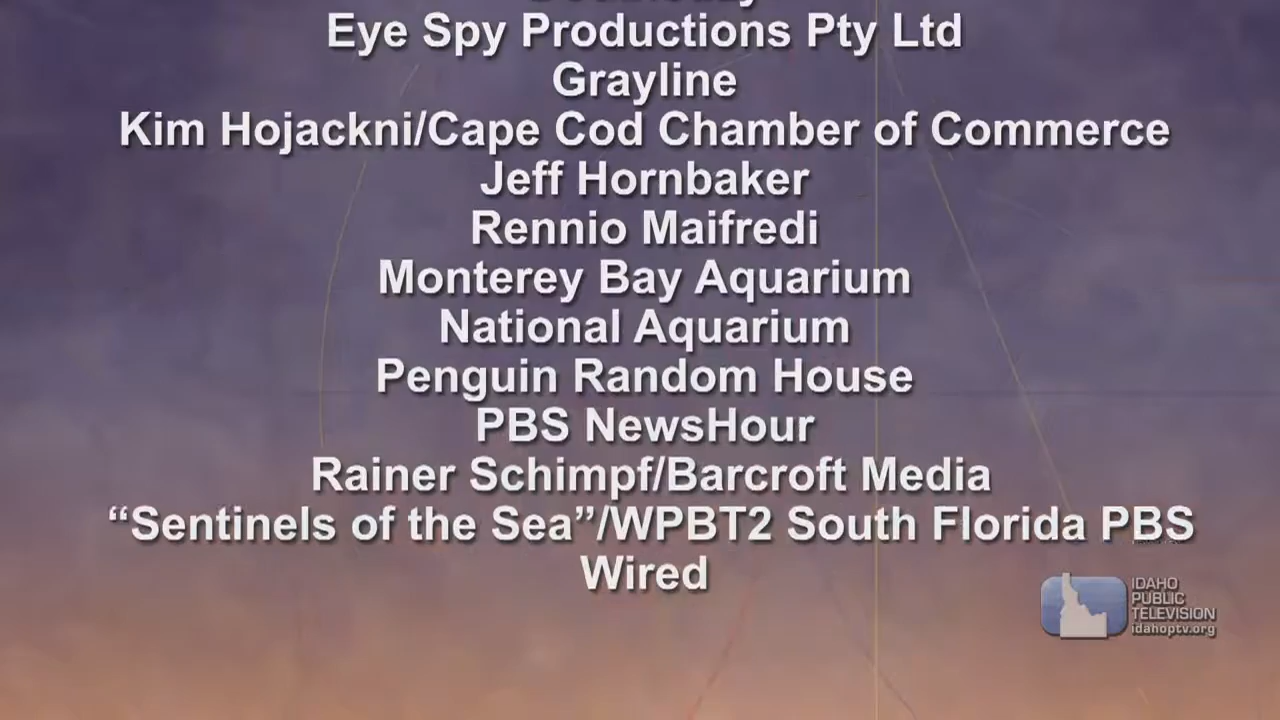 Eye Spy Productions Pty Ltd
Grayline
Kim Hojackni/Cape Cod Chamber of Commerce
Jeff Hornbaker
Rennio Maifredi
Monterey Bay Aquarium
National Aquarium
Penguin Random House
PBS NewsHour
Rainer Schimpf/Barcroft Media
“Sentinels of the Sea”/WPBT2 South Florida PBS
Wired
IDAHO
PUBLIC
TELEVISION
idahoptv.org